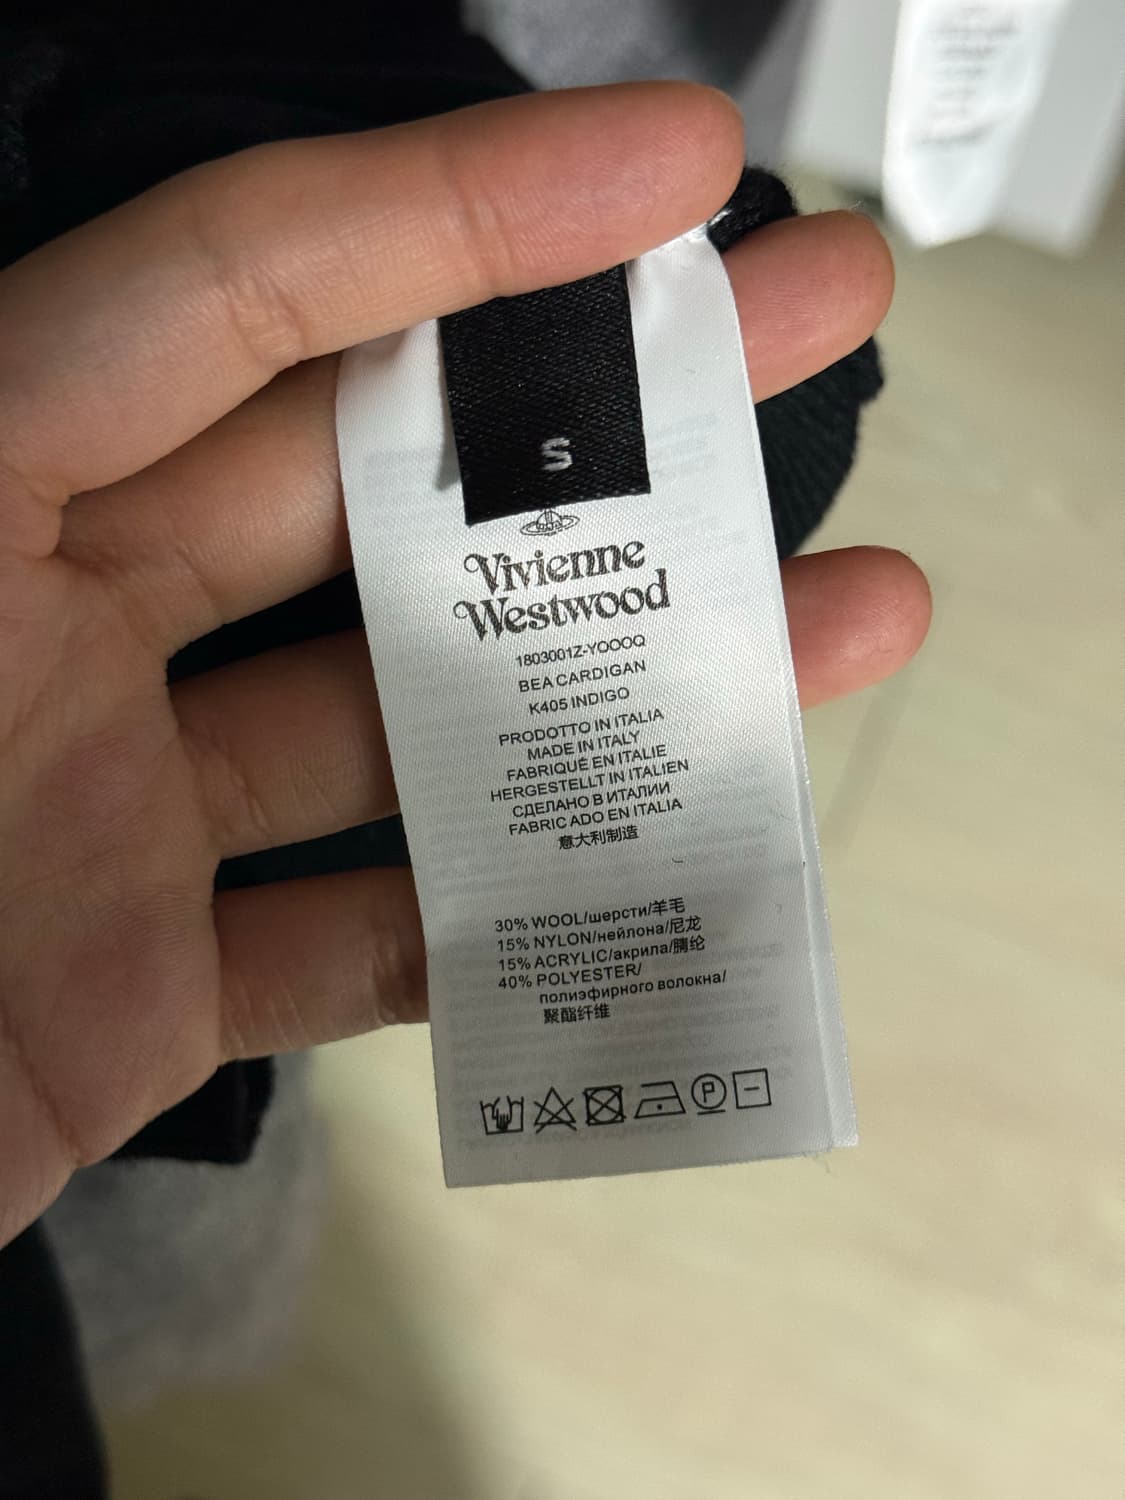 S
Vivienne
Westwood
1803001Z-YOOOQ
BEA CARDIGAN
K405 INDIGO
PRODOTTO IN ITALIA
MADE IN ITALY
FABRIQUÉ EN ITALIE
HERGESTELLT IN ITALIEN
СДЕЛАНО В ИТАЛИИ
FABRIC ADO EN ITALIA
意大利制造
30% WOOL/шерсти/羊毛
15% NYLON/нейлона/尼龙
15% ACRYLIC/акрила/腈纶
40% POLYESTER/
полиэфирного волокна/
聚酯纤维
P